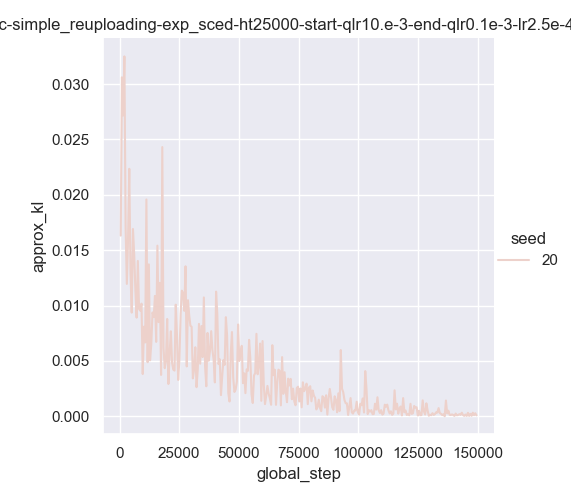 c-simple_reuploading-exp_sced-ht25000-start-qlr10.e-3-end-qlr0.1e-3-lr2.5e-4
0.030
0.025
0.020
0.015
0.010
0.005
0.000
approx_kl
seed
20
0 25000 50000 75000 100000 125000 150000
global_step